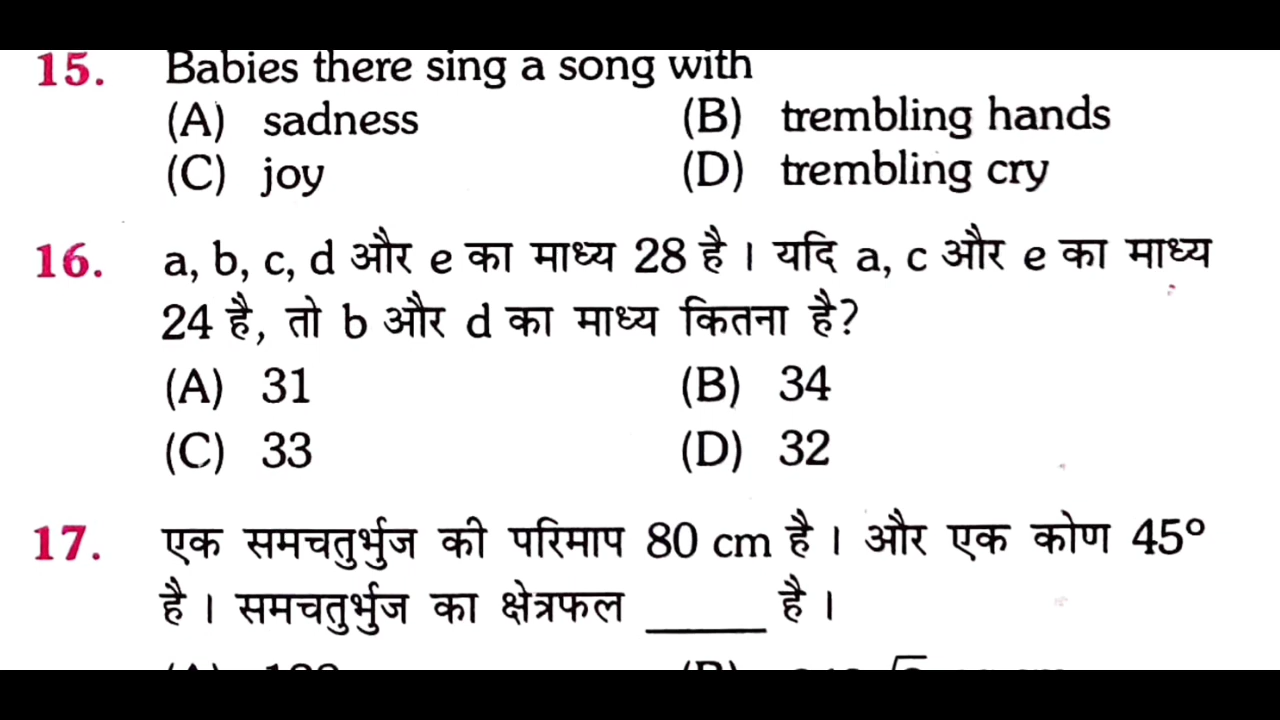 15. Babies there sing a song with
(A) sadness (B) trembling hands
(C) joy (D) trembling cry
16. a, b, c, d और e का माध्य 28 है। यदि a, c और e का माध्य
24 है, तो b और d का माध्य कितना है?
(A) 31 (B) 34
(C) 33 (D) 32
17. एक समचतुर्भुज की परिमाप 80 cm है। और एक कोण 45°
है। समचतुर्भुज का क्षेत्रफल _____ है।